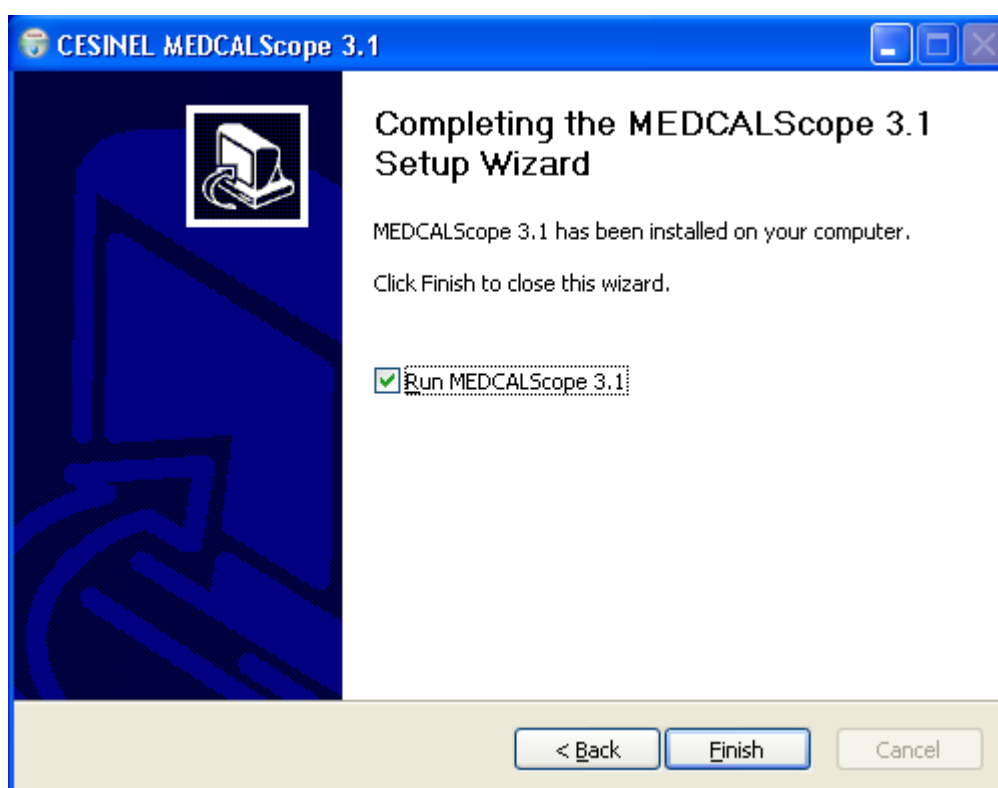 CESINEL MEDCALScope 3.1
Completing the MEDCALScope 3.1
Setup Wizard
MEDCALScope 3.1 has been installed on your computer.
Click Finish to close this wizard.
Run MEDCALScope 3.1
< Back
Finish
Cancel